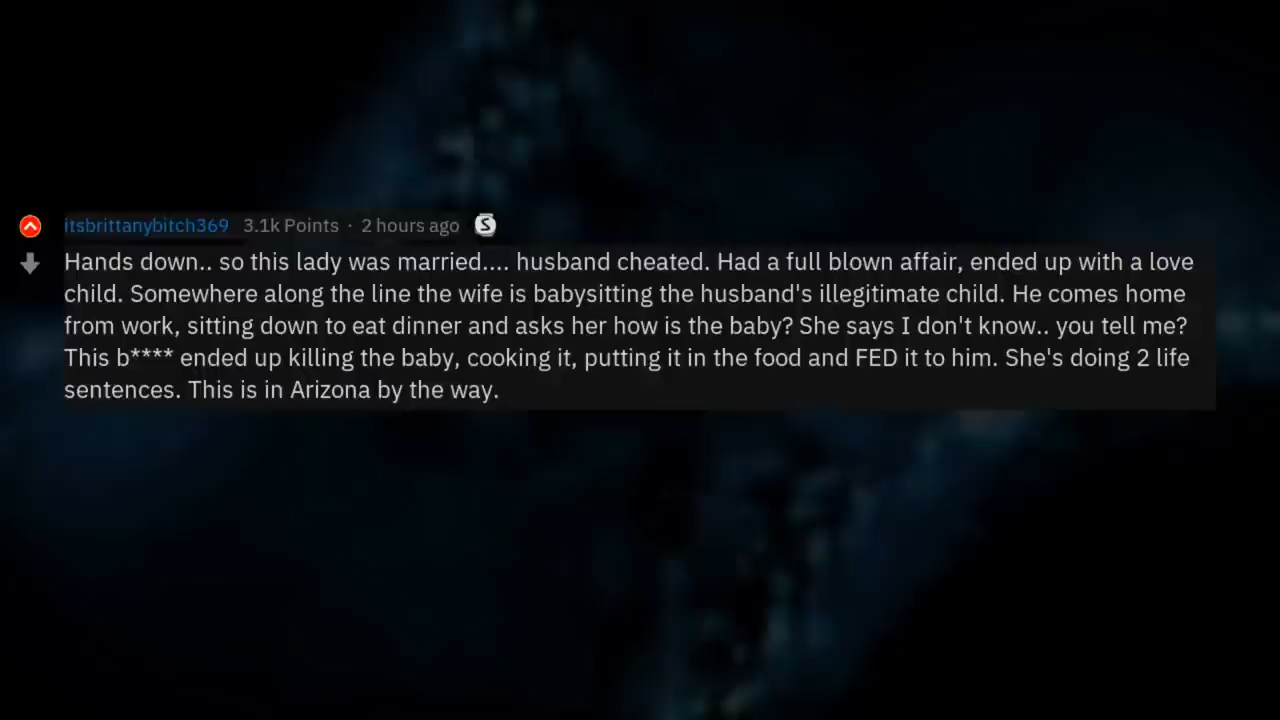 itsbrittanybitch369 3.1k Points · 2 hours ago S
Hands down.. so this lady was married.... husband cheated. Had a full blown affair, ended up with a love
child. Somewhere along the line the wife is babysitting the husband's illegitimate child. He comes home
from work, sitting down to eat dinner and asks her how is the baby? She says I don't know.. you tell me?
This b**** ended up killing the baby, cooking it, putting it in the food and FED it to him. She's doing 2 life
sentences. This is in Arizona by the way.